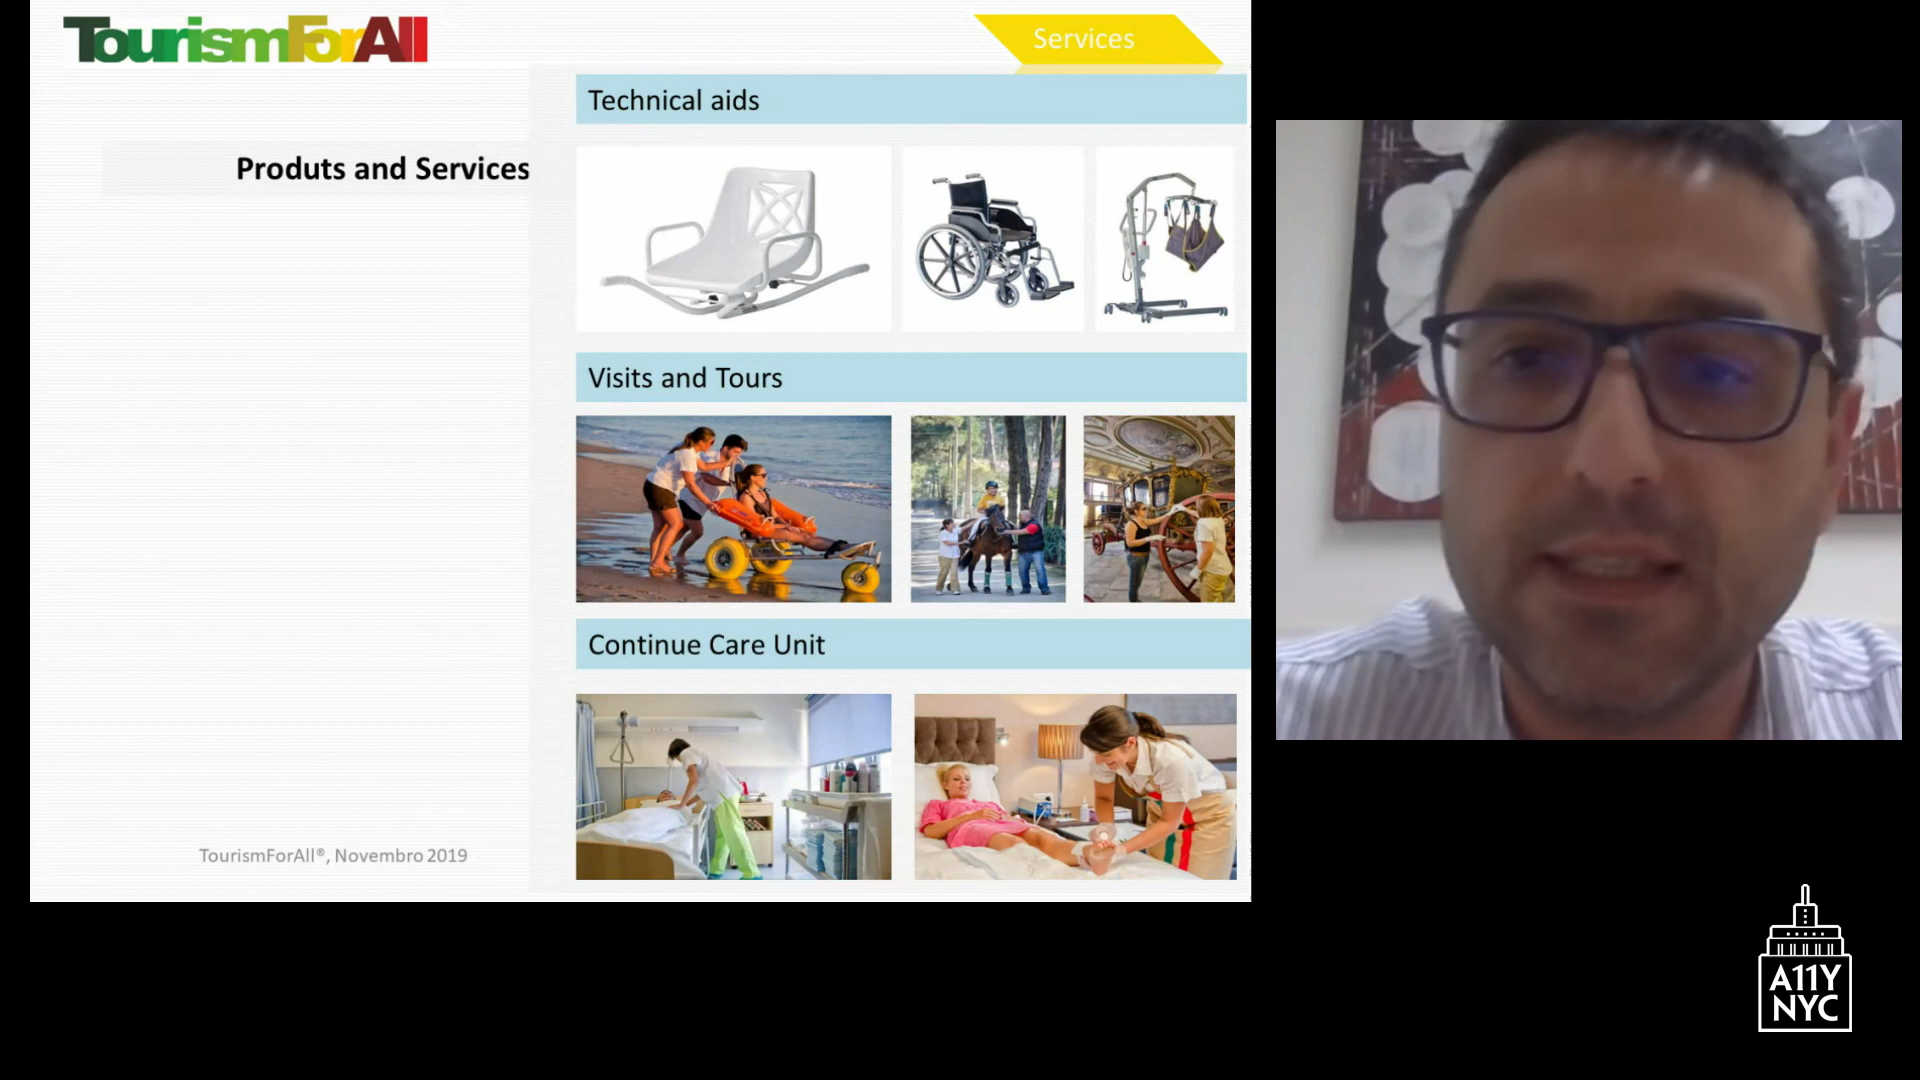 TourismForAll
Services
Technical aids
Produts and Services
Visits and Tours
Continue Care Unit
TourismForAll®, Novembro 2019
A11Y
NYC